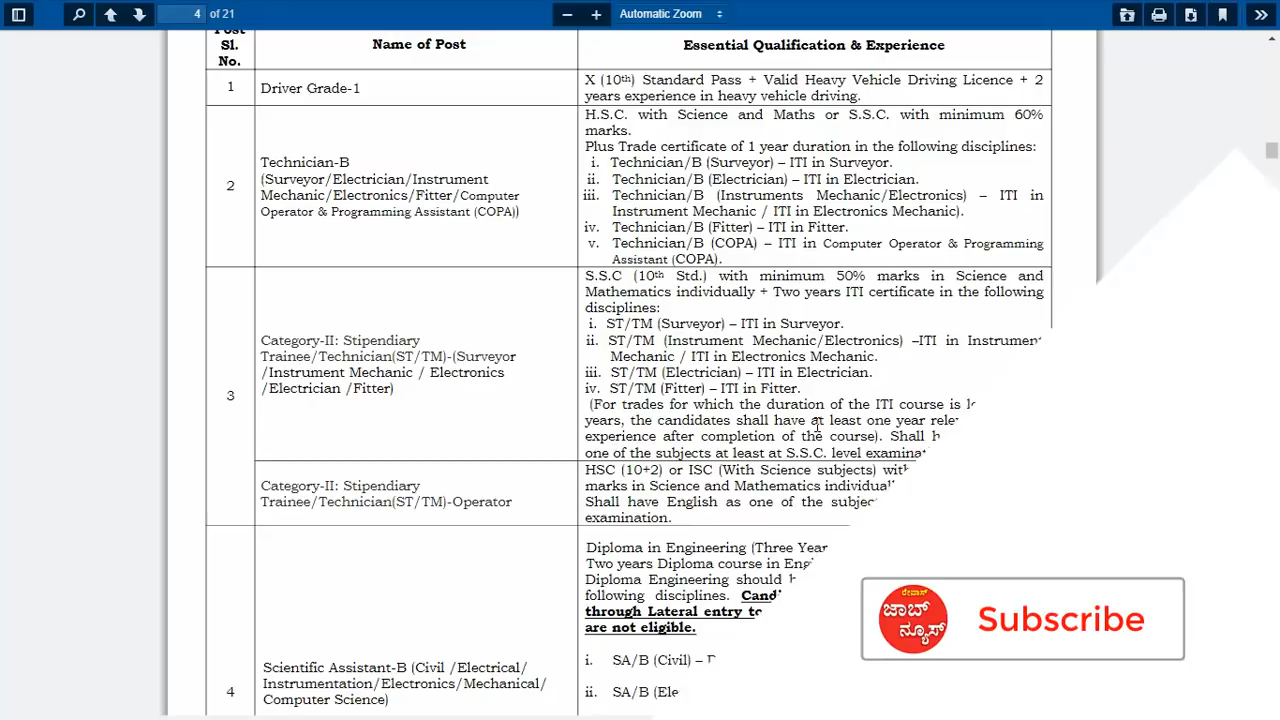 4 of 21
Automatic Zoom
Post
Sl.
No.
Name of Post
Essential Qualification & Experience
1
Driver Grade-1
X (10th) Standard Pass + Valid Heavy Vehicle Driving Licence + 2
years experience in heavy vehicle driving.
2
Technician-B
(Surveyor/Electrician/Instrument
Mechanic/Electronics/Fitter/Computer
Operator & Programming Assistant (COPA))
H.S.C. with Science and Maths or S.S.C. with minimum 60%
marks.
Plus Trade certificate of 1 year duration in the following disciplines:
i. Technician/B (Surveyor) – ITI in Surveyor.
ii. Technician/B (Electrician) – ITI in Electrician.
iii. Technician/B (Instruments Mechanic/Electronics) – ITI in
Instrument Mechanic / ITI in Electronics Mechanic).
iv. Technician/B (Fitter) – ITI in Fitter.
v. Technician/B (COPA) – ITI in Computer Operator & Programming
Assistant (COPA).
3
Category-II: Stipendiary
Trainee/Technician(ST/TM)-(Surveyor
/Instrument Mechanic / Electronics
/Electrician /Fitter)
S.S.C (10th Std.) with minimum 50% marks in Science and
Mathematics individually + Two years ITI certificate in the following
disciplines:
i. ST/TM (Surveyor) – ITI in Surveyor.
ii. ST/TM (Instrument Mechanic/Electronics) –ITI in Instrument
Mechanic / ITI in Electronics Mechanic.
iii. ST/TM (Electrician) – ITI in Electrician.
iv. ST/TM (Fitter) – ITI in Fitter.
(For trades for which the duration of the ITI course is
years, the candidates shall have at least one year
experience after completion of the course). Shall
one of the subjects at least at S.S.C. level
Category-II: Stipendiary
Trainee/Technician(ST/TM)-Operator
HSC (10+2) or ISC (With Science subjects) with
marks in Science and Mathematics
Shall have English as one of the
examination.
4
Scientific Assistant-B (Civil /Electrical/
Instrumentation/Electronics/Mechanical/
Computer Science)
Diploma in Engineering (Three Year
Two years Diploma course in
Diploma Engineering should
following disciplines.
through Lateral entry to
are not eligible.
i. SA/B (Civil) –
ii. SA/B
ರೇವಾಸ್
ಜಾಬ್
ನ್ಯೂಸ್
Subscribe